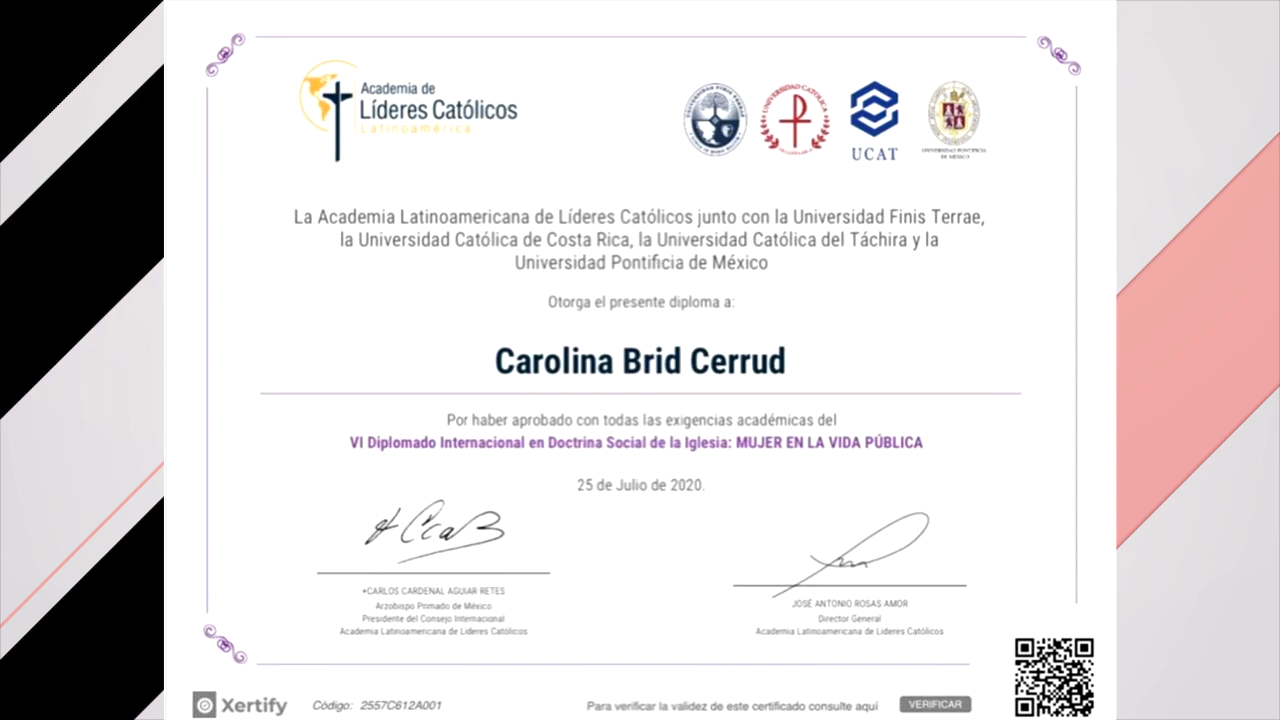 Academia de
Líderes Católicos
Latinoamérica
UCAT
UNIVERSIDAD PONTIFICIA
DE MÉXICO
La Academia Latinoamericana de Líderes Católicos junto con la Universidad Finis Terrae,
la Universidad Católica de Costa Rica, la Universidad Católica del Táchira y la
Universidad Pontificia de México
Otorga el presente diploma a:
Carolina Brid Cerrud
Por haber aprobado con todas las exigencias académicas del
VI Diplomado Internacional en Doctrina Social de la Iglesia: MUJER EN LA VIDA PÚBLICA
25 de Julio de 2020.
+CARLOS CARDENAL AGUIAR RETES
Arzobispo Primado de México
Presidente del Consejo Internacional
Academia Latinoamericana de Líderes Católicos
JOSÉ ANTONIO ROSAS AMOR
Director General
Academia Latinoamericana de Líderes Católicos
Xertify
Código: 2557C612A001
Para verificar la validez de este certificado consulte aquí
VERIFICAR